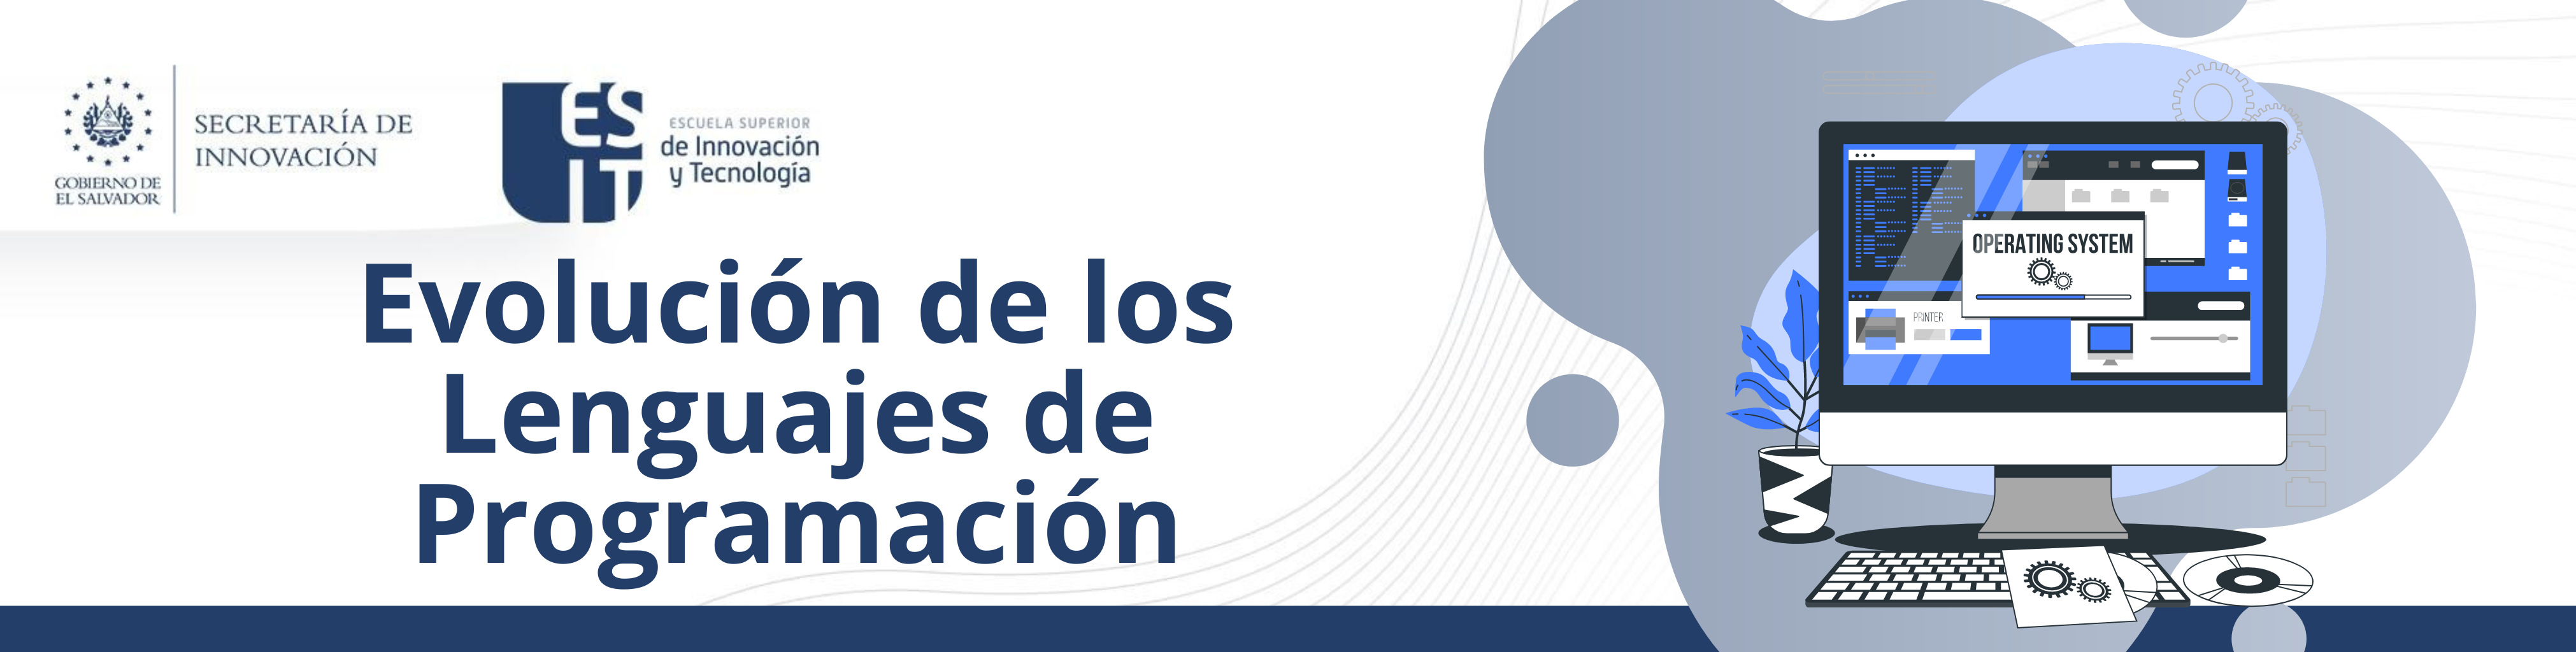 GOBIERNO DE
EL SALVADOR
SECRETARÍA DE
INNOVACIÓN
ES
IT
ESCUELA SUPERIOR
de Innovación
y Tecnología
Evolución de los
Lenguajes de
Programación
OPERATING SYSTEM
PRINTER